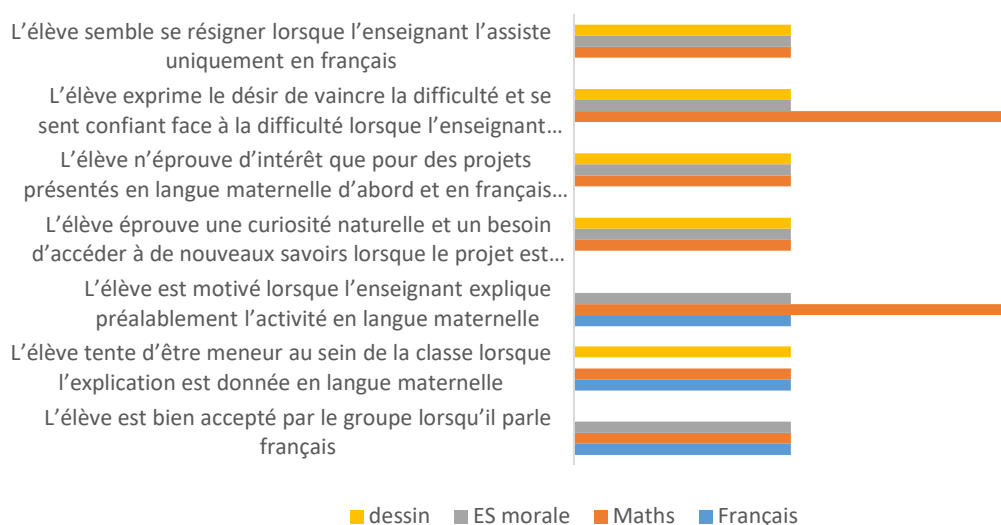 L’élève semble se résigner lorsque l’enseignant l’assiste
uniquement en français
L’élève exprime le désir de vaincre la difficulté et se
sent confiant face à la difficulté lorsque l’enseignant…
L’élève n’éprouve d’intérêt que pour des projets
présentés en langue maternelle d’abord et en français…
L’élève éprouve une curiosité naturelle et un besoin
d’accéder à de nouveaux savoirs lorsque le projet est…
L’élève est motivé lorsque l’enseignant explique
préalablement l’activité en langue maternelle
L’élève tente d’être meneur au sein de la classe lorsque
l’explication est donnée en langue maternelle
L’élève est bien accepté par le groupe lorsqu’il parle
français
dessin ES morale Maths Français